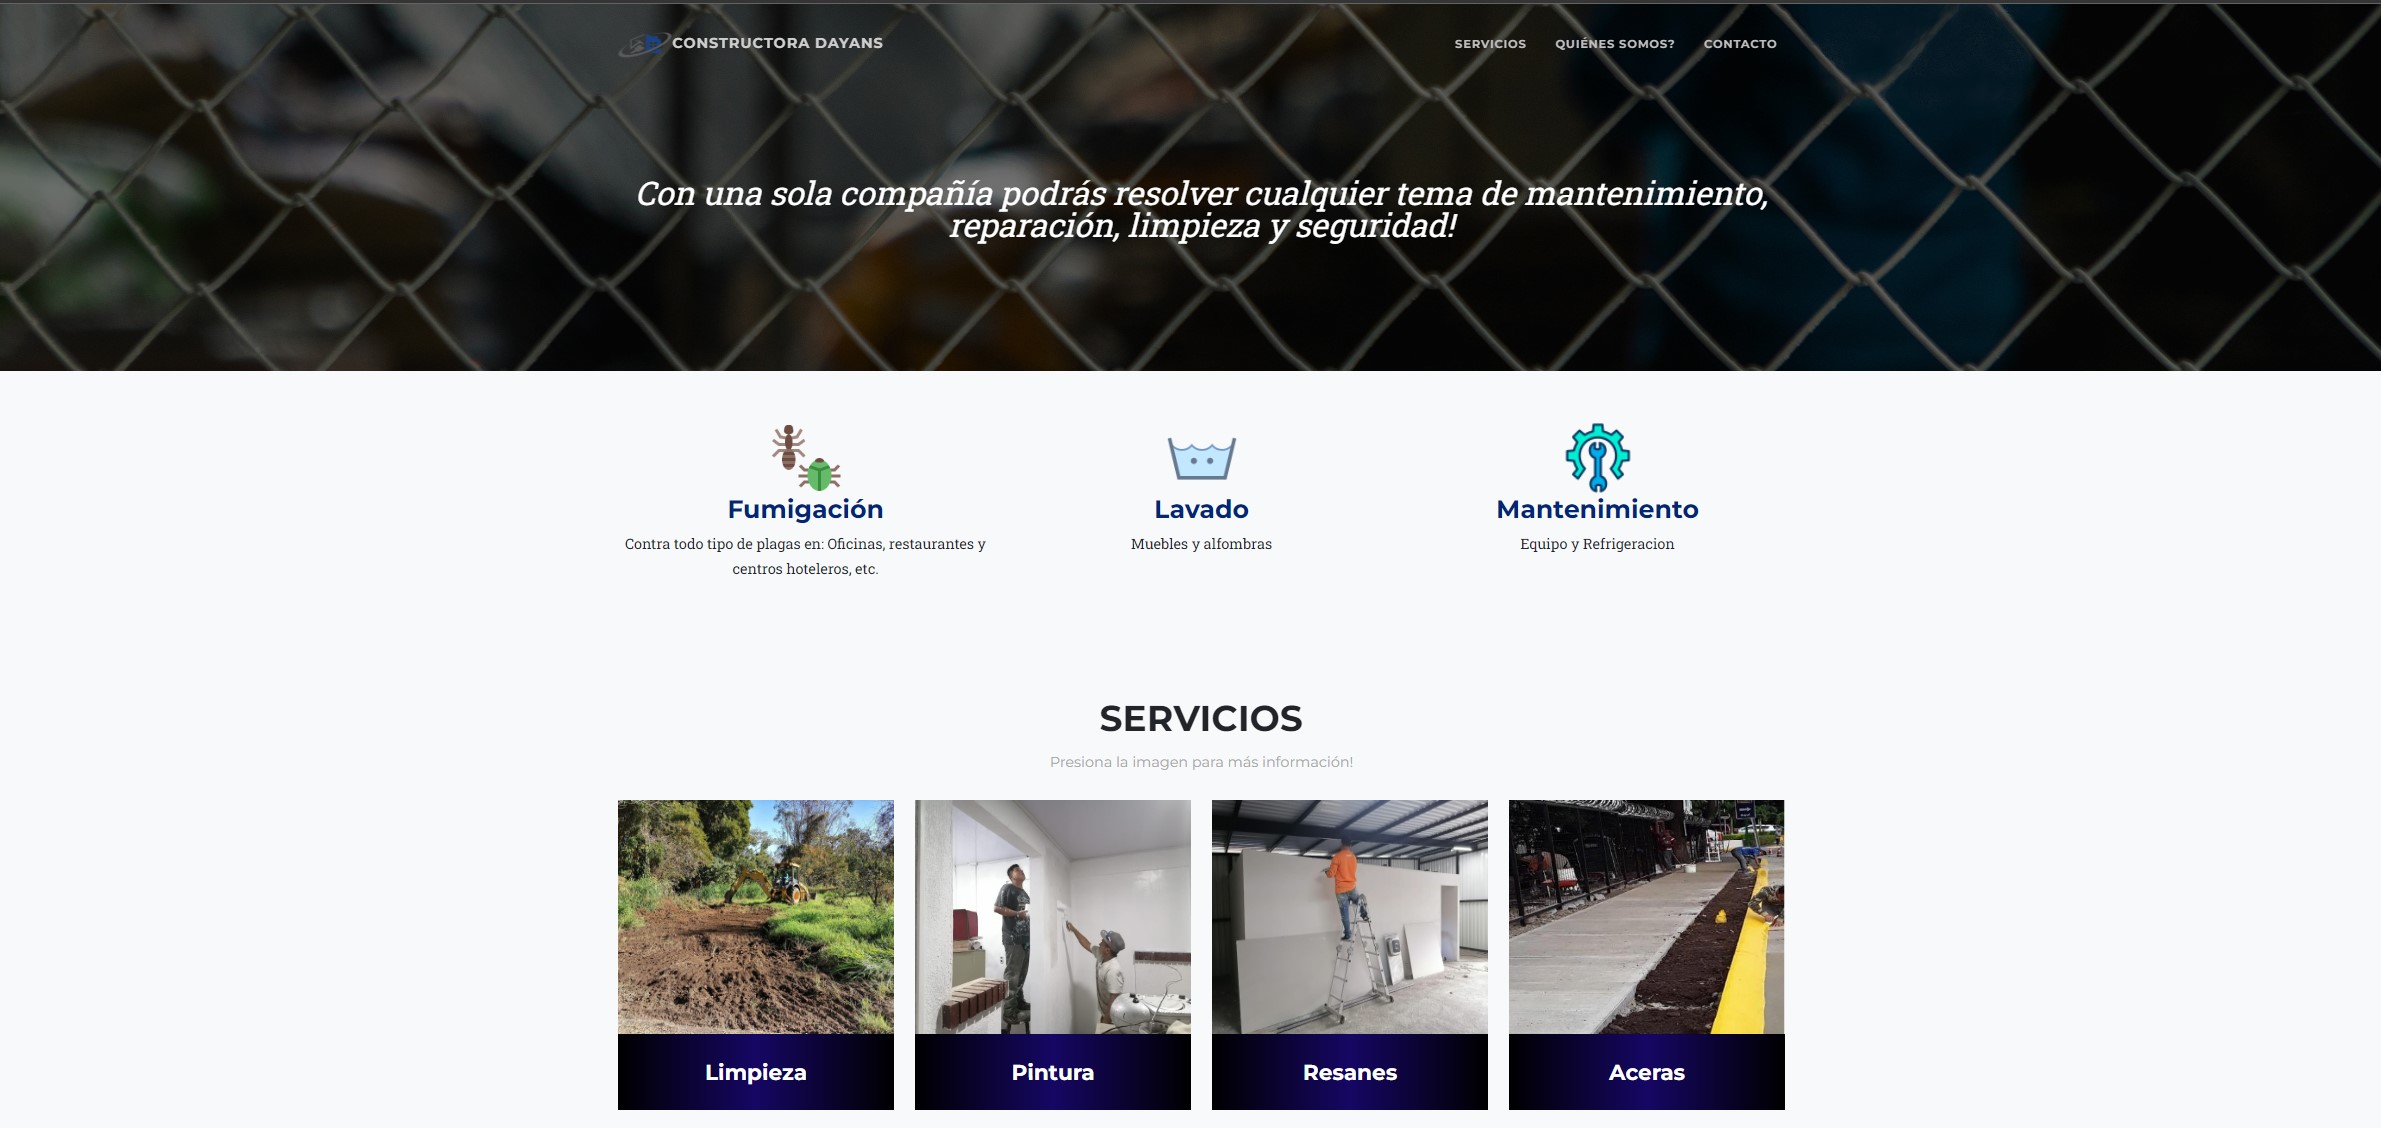 CONSTRUCTORA DAYANS
SERVICIOS
QUIÉNES SOMOS?
CONTACTO
Con una sola compañía podrás resolver cualquier tema de mantenimiento,
reparación, limpieza y seguridad!
Fumigación
Contra todo tipo de plagas en: Oficinas, restaurantes y
centros hoteleros, etc.
Lavado
Muebles y alfombras
Mantenimiento
Equipo y Refrigeracion
SERVICIOS
Presiona la imagen para más información!
Limpieza
Pintura
Resanes
Aceras